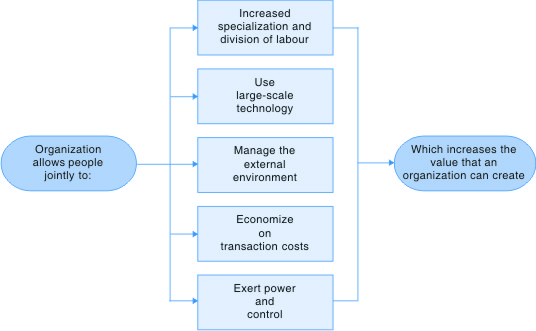 Organization
allows people
jointly to:
Increased
specialization and
division of labour
Use
large-scale
technology
Manage the
external
environment
Economize
on
transaction costs
Exert power
and
control
Which increases the
value that an
organization can create